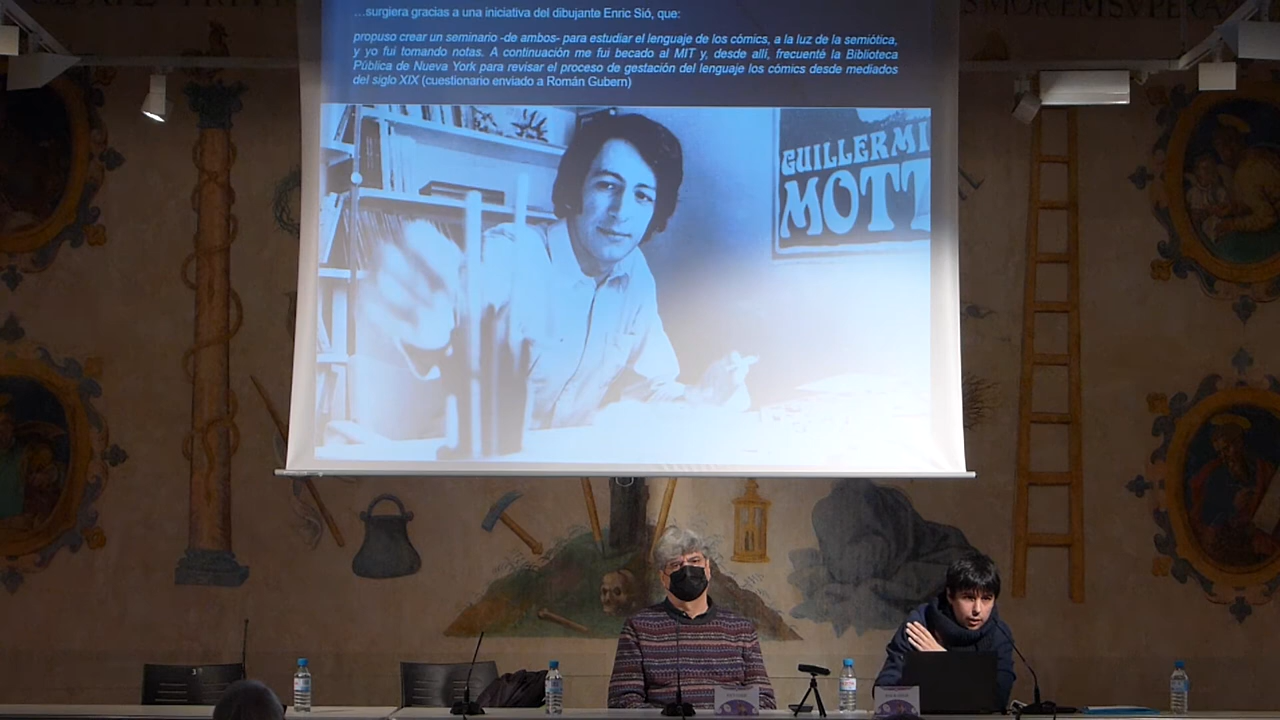 …surgiera gracias a una iniciativa del dibujante Enric Sió, que:
propuso crear un seminario -de ambos- para estudiar el lenguaje de los cómics, a la luz de la semiótica,
y yo fui tomando notas. A continuación me fui becado al MIT y, desde allí, frecuenté la Biblioteca
Pública de Nueva York para revisar el proceso de gestación del lenguaje los cómics desde mediados
del siglo XIX (cuestionario enviado a Román Gubern)
GUILLERMI
MOTT
3